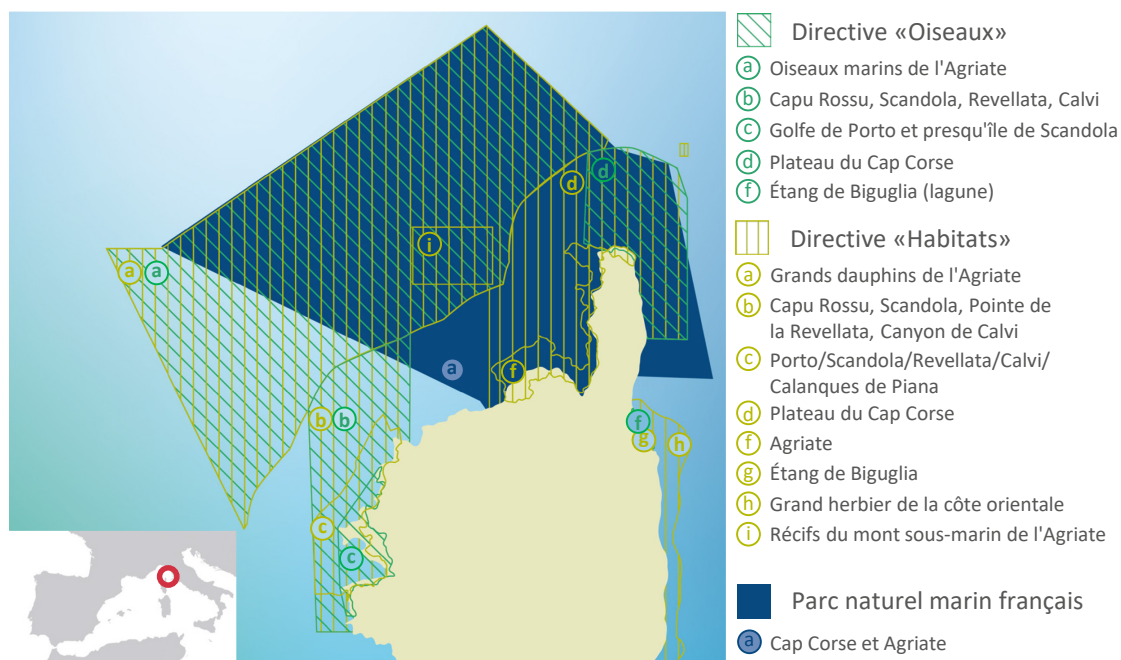 d
d
i
a
a
a
f
b
b
f
g
h
c
c
Directive «Oiseaux»
a Oiseaux marins de l'Agriate
b Capu Rossu, Scandola, Revellata, Calvi
c Golfe de Porto et presqu'île de Scandola
d Plateau du Cap Corse
f Étang de Biguglia (lagune)
Directive «Habitats»
a Grands dauphins de l'Agriate
b Capu Rossu, Scandola, Pointe de
la Revellata, Canyon de Calvi
c Porto/Scandola/Revellata/Calvi/
Calanques de Piana
d Plateau du Cap Corse
f Agriate
g Étang de Biguglia
h Grand herbier de la côte orientale
i Récifs du mont sous-marin de l'Agriate
Parc naturel marin français
a Cap Corse et Agriate